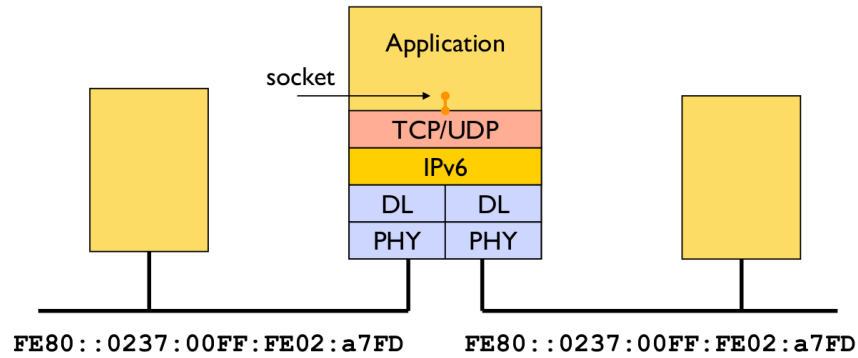 Application
socket
TCP/UDP
IPv6
DL DL
PHY PHY
FE80::0237:00FF:FE02:a7FD FE80::0237:00FF:FE02:a7FD